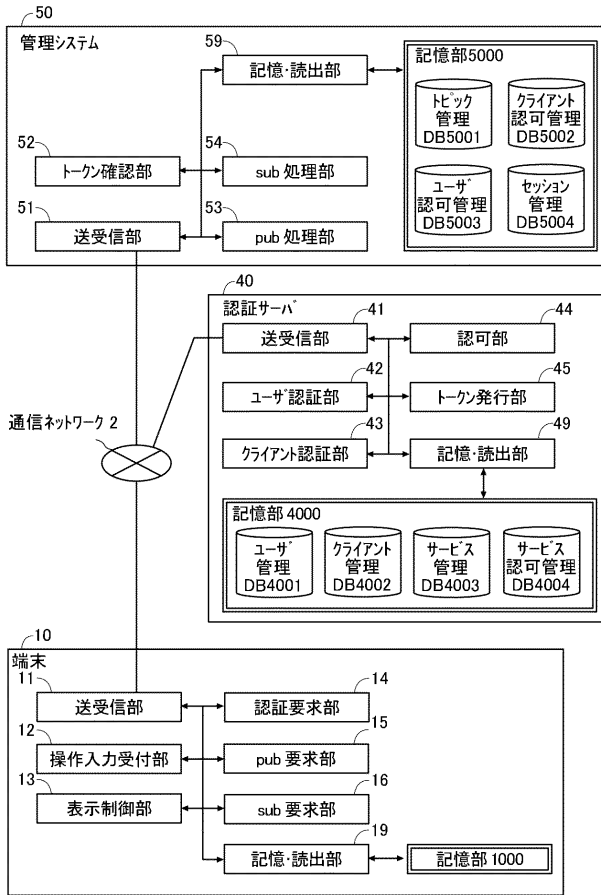 50
管理システム
59
記憶・読出部
記憶部5000
トピック
管理
DB5001
クライアント
認可管理
DB5002
52
トークン確認部
54
sub 処理部
ユーザ
認可管理
DB5003
セッション
管理
DB5004
51
送受信部
53
pub 処理部
40
認証サーバ
41
送受信部
44
認可部
42
ユーザ認証部
45
トークン発行部
通信ネットワーク 2
43
クライアント認証部
49
記憶・読出部
記憶部 4000
ユーザ
管理
DB4001
クライアント
管理
DB4002
サービス
管理
DB4003
サービス
認可管理
DB4004
10
端末
11
送受信部
14
認証要求部
12
操作入力受付部
15
pub 要求部
13
表示制御部
16
sub 要求部
19
記憶・読出部
記憶部 1000